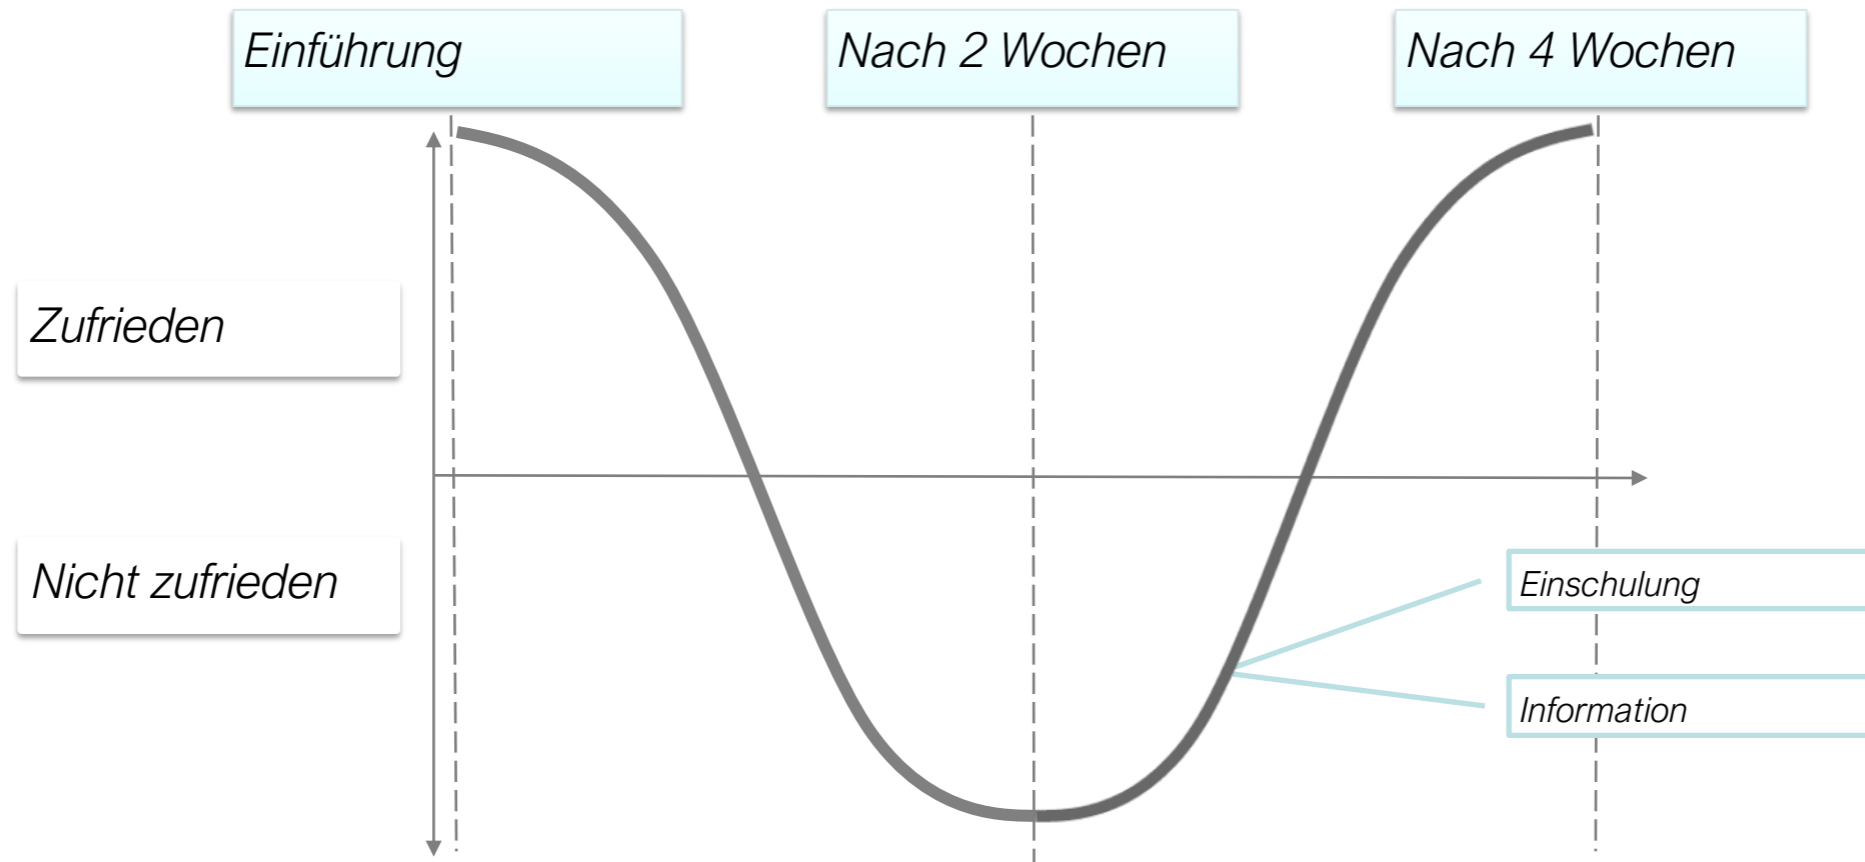 Einführung
Nach 2 Wochen
Nach 4 Wochen
Zufrieden
Nicht zufrieden
Einschulung
Information